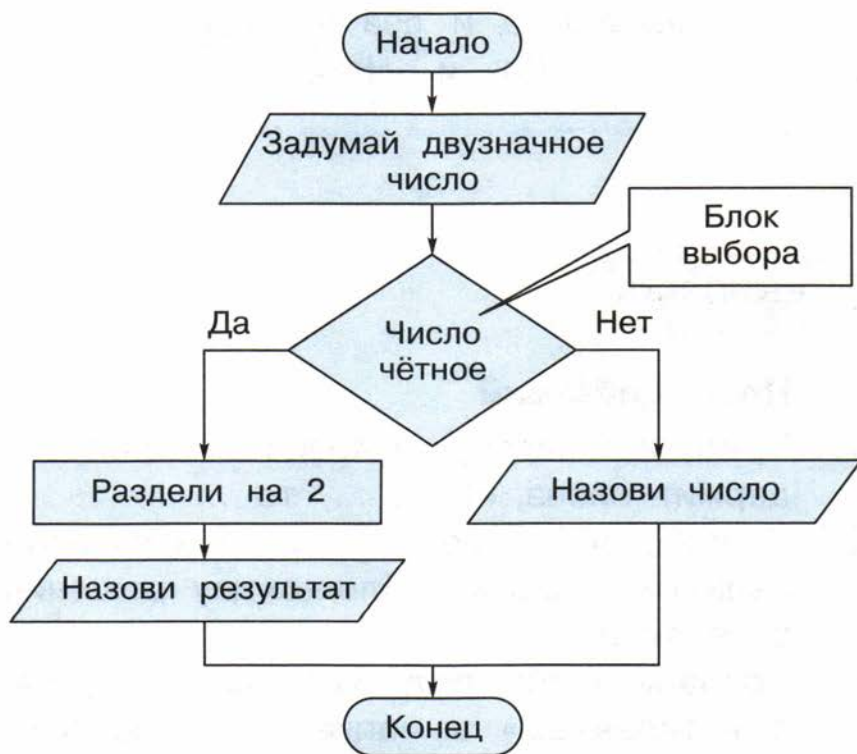 Начало
Задумай двузначное
число
Блок
выбора
Да
Число
чётное
Нет
Раздели на 2
Назови число
Назови результат
Конец